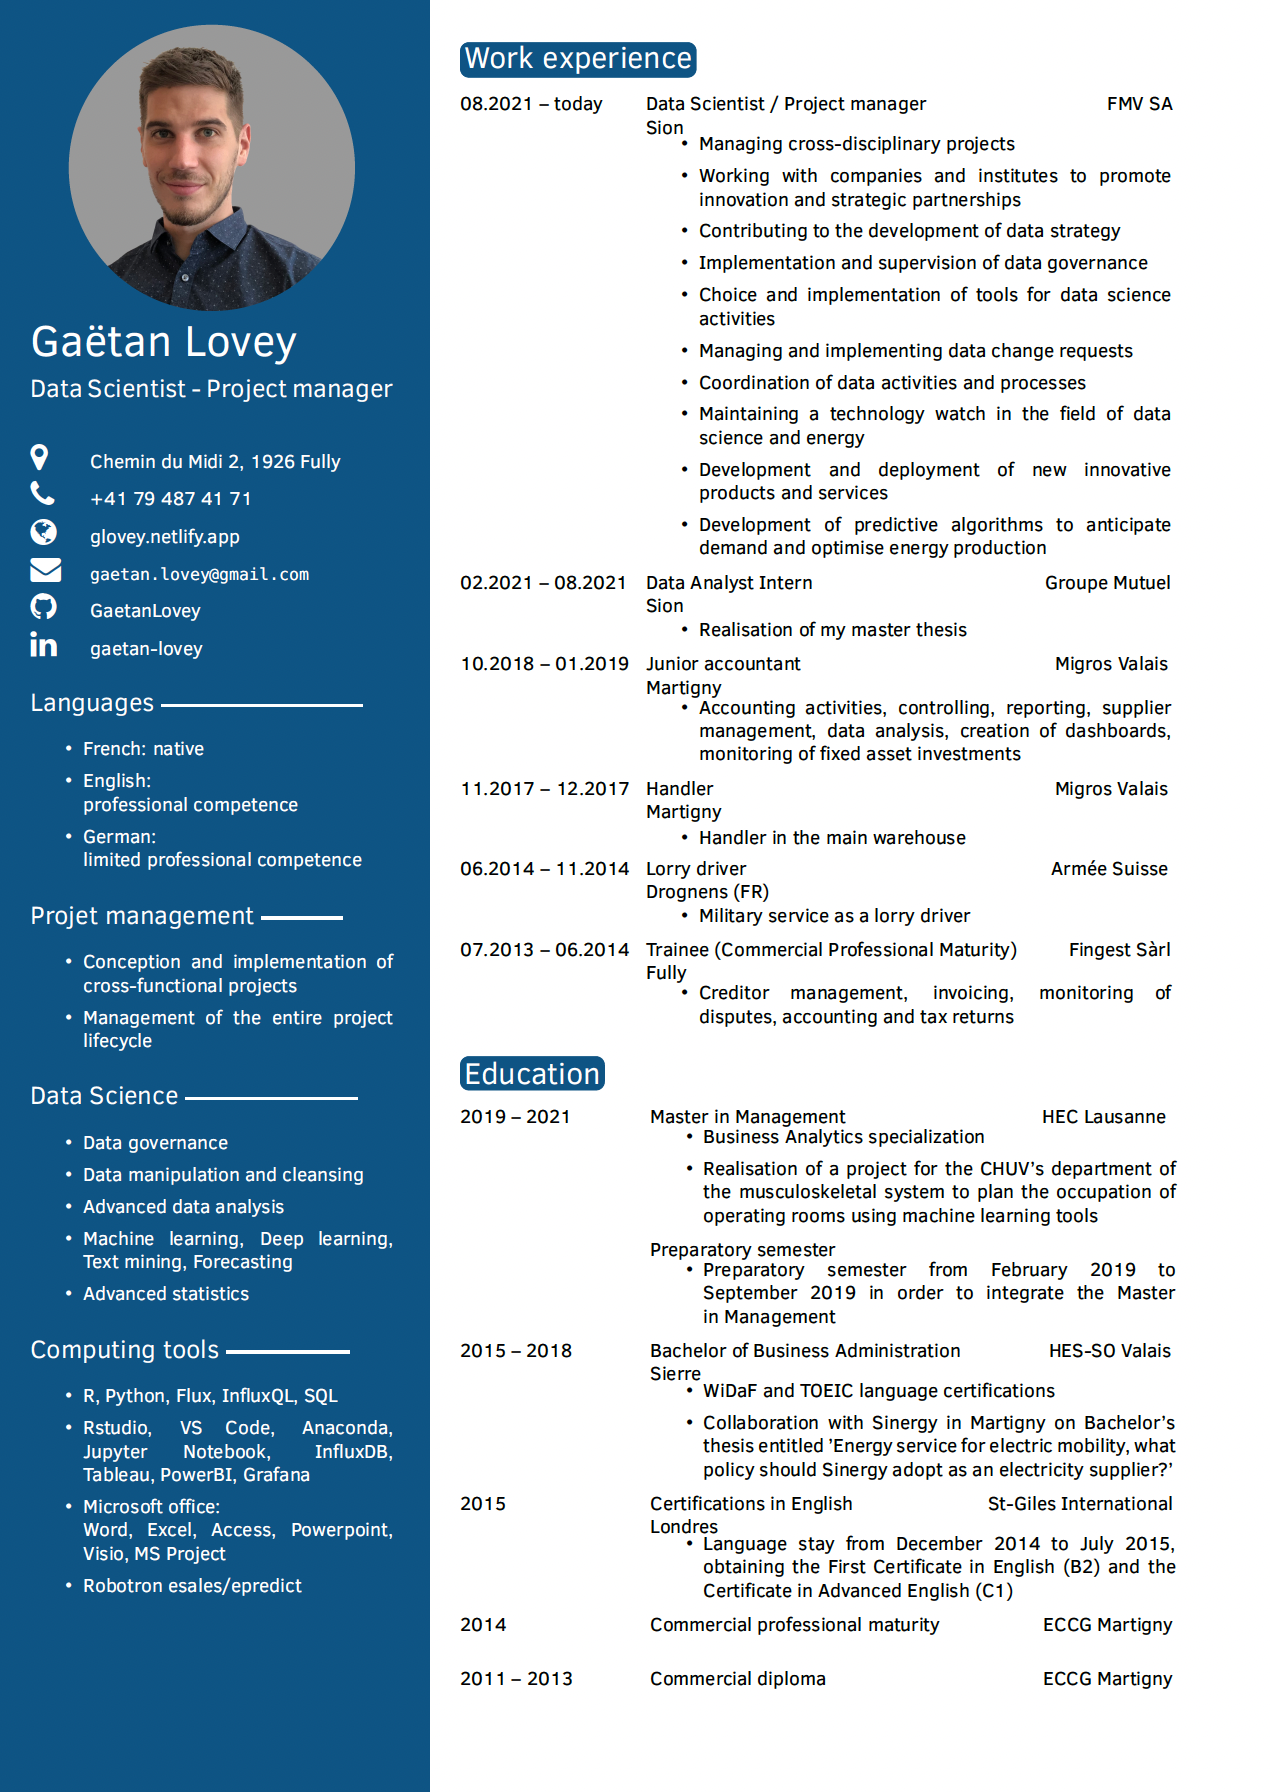 Gaëtan Lovey
Data Scientist - Project manager
Chemin du Midi 2, 1926 Fully
+41 79 487 41 71
glovey.netlify.app
gaetan.lovey@gmail.com
GaetanLovey
in gaetan-lovey
Languages
• French: native
• English:
professional competence
• German:
limited professional competence
Projet management
• Conception and implementation of
cross-functional projects
• Management of the entire project
lifecycle
Data Science
• Data governance
• Data manipulation and cleansing
• Advanced data analysis
• Machine learning, Deep learning,
Text mining, Forecasting
• Advanced statistics
Computing tools
• R, Python, Flux, InfluxQL, SQL
• Rstudio, VS Code, Anaconda,
Jupyter Notebook, InfluxDB,
Tableau, PowerBI, Grafana
• Microsoft office:
Word, Excel, Access, Powerpoint,
Visio, MS Project
• Robotron esales/epredict
Work experience
08.2021 – today Data Scientist / Project manager FMV SA
Sion
• Managing cross-disciplinary projects
• Working with companies and institutes to promote
innovation and strategic partnerships
• Contributing to the development of data strategy
• Implementation and supervision of data governance
• Choice and implementation of tools for data science
activities
• Managing and implementing data change requests
• Coordination of data activities and processes
• Maintaining a technology watch in the field of data
science and energy
• Development and deployment of new innovative
products and services
• Development of predictive algorithms to anticipate
demand and optimise energy production
02.2021 – 08.2021 Data Analyst Intern Groupe Mutuel
Sion
• Realisation of my master thesis
10.2018 – 01.2019 Junior accountant Migros Valais
Martigny
• Accounting activities, controlling, reporting, supplier
management, data analysis, creation of dashboards,
monitoring of fixed asset investments
11.2017 – 12.2017 Handler Migros Valais
Martigny
• Handler in the main warehouse
06.2014 – 11.2014 Lorry driver Armée Suisse
Drognens (FR)
• Military service as a lorry driver
07.2013 – 06.2014 Trainee (Commercial Professional Maturity) Fingest Sàrl
Fully
• Creditor management, invoicing, monitoring of
disputes, accounting and tax returns
Education
2019 – 2021 Master in Management HEC Lausanne
• Business Analytics specialization
• Realisation of a project for the CHUV's department of
the musculoskeletal system to plan the occupation of
operating rooms using machine learning tools
Preparatory semester
• Preparatory semester from February 2019 to
September 2019 in order to integrate the Master
in Management
2015 – 2018 Bachelor of Business Administration HES-SO Valais
Sierre
• WiDaF and TOEIC language certifications
• Collaboration with Sinergy in Martigny on Bachelor's
thesis entitled 'Energy service for electric mobility, what
policy should Sinergy adopt as an electricity supplier?'
2015 Certifications in English St-Giles International
Londres
• Language stay from December 2014 to July 2015,
obtaining the First Certificate in English (B2) and the
Certificate in Advanced English (C1)
2014 Commercial professional maturity ECCG Martigny
2011 – 2013 Commercial diploma ECCG Martigny